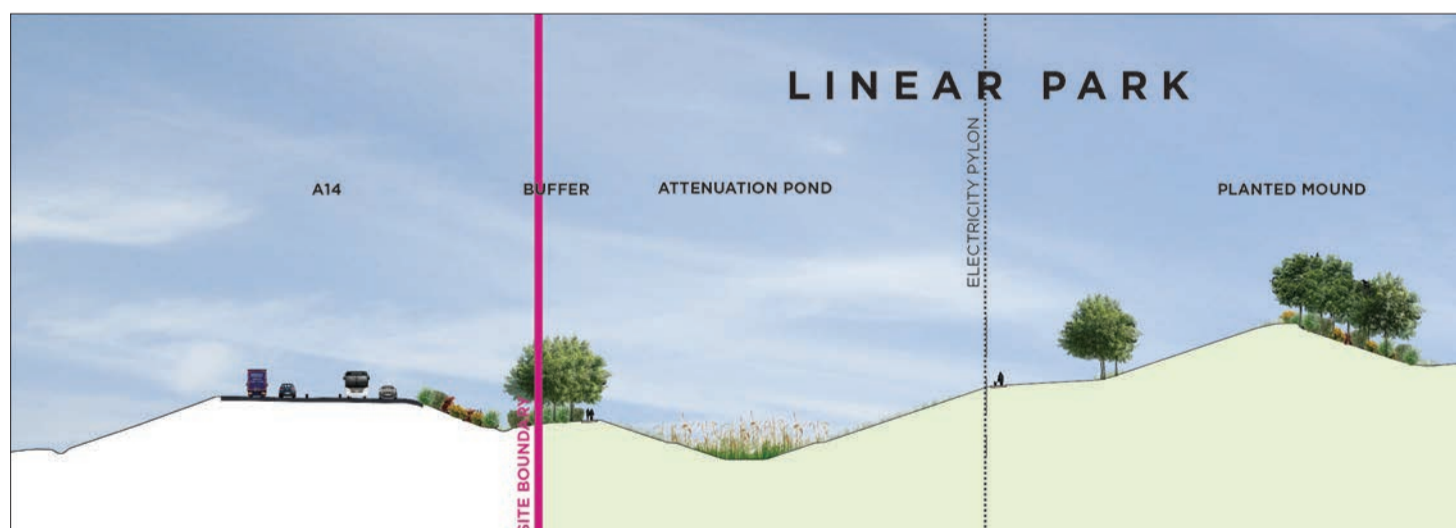 LINEAR PARK
A14
BUFFER
ATTENUATION POND
ELECTRICITY PYLON
PLANTED MOUND
SITE BOUNDARY